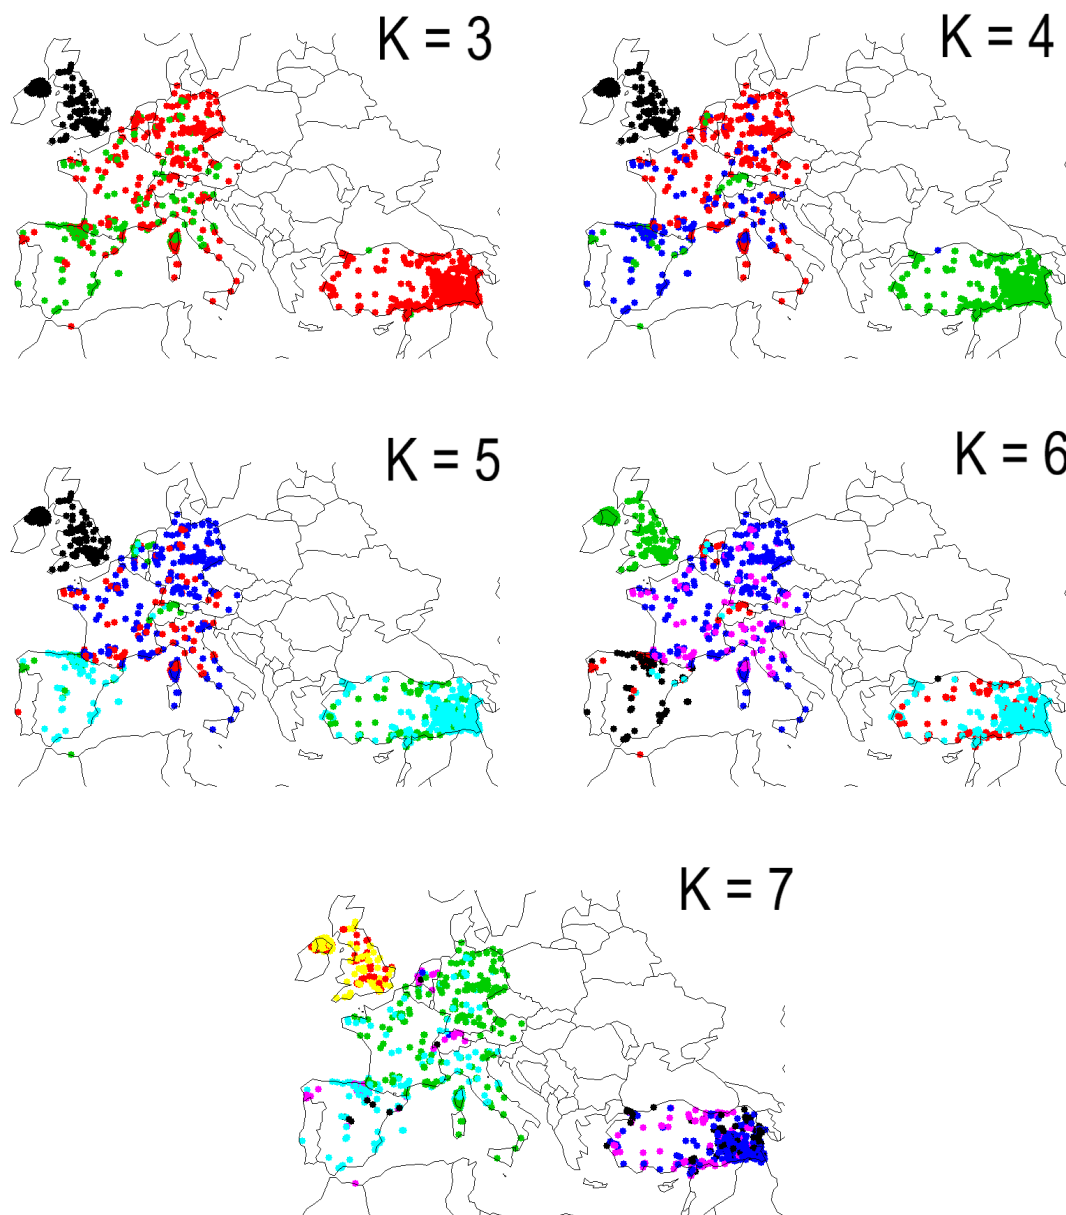 K = 3
K = 4
K = 5
K = 6
K = 7